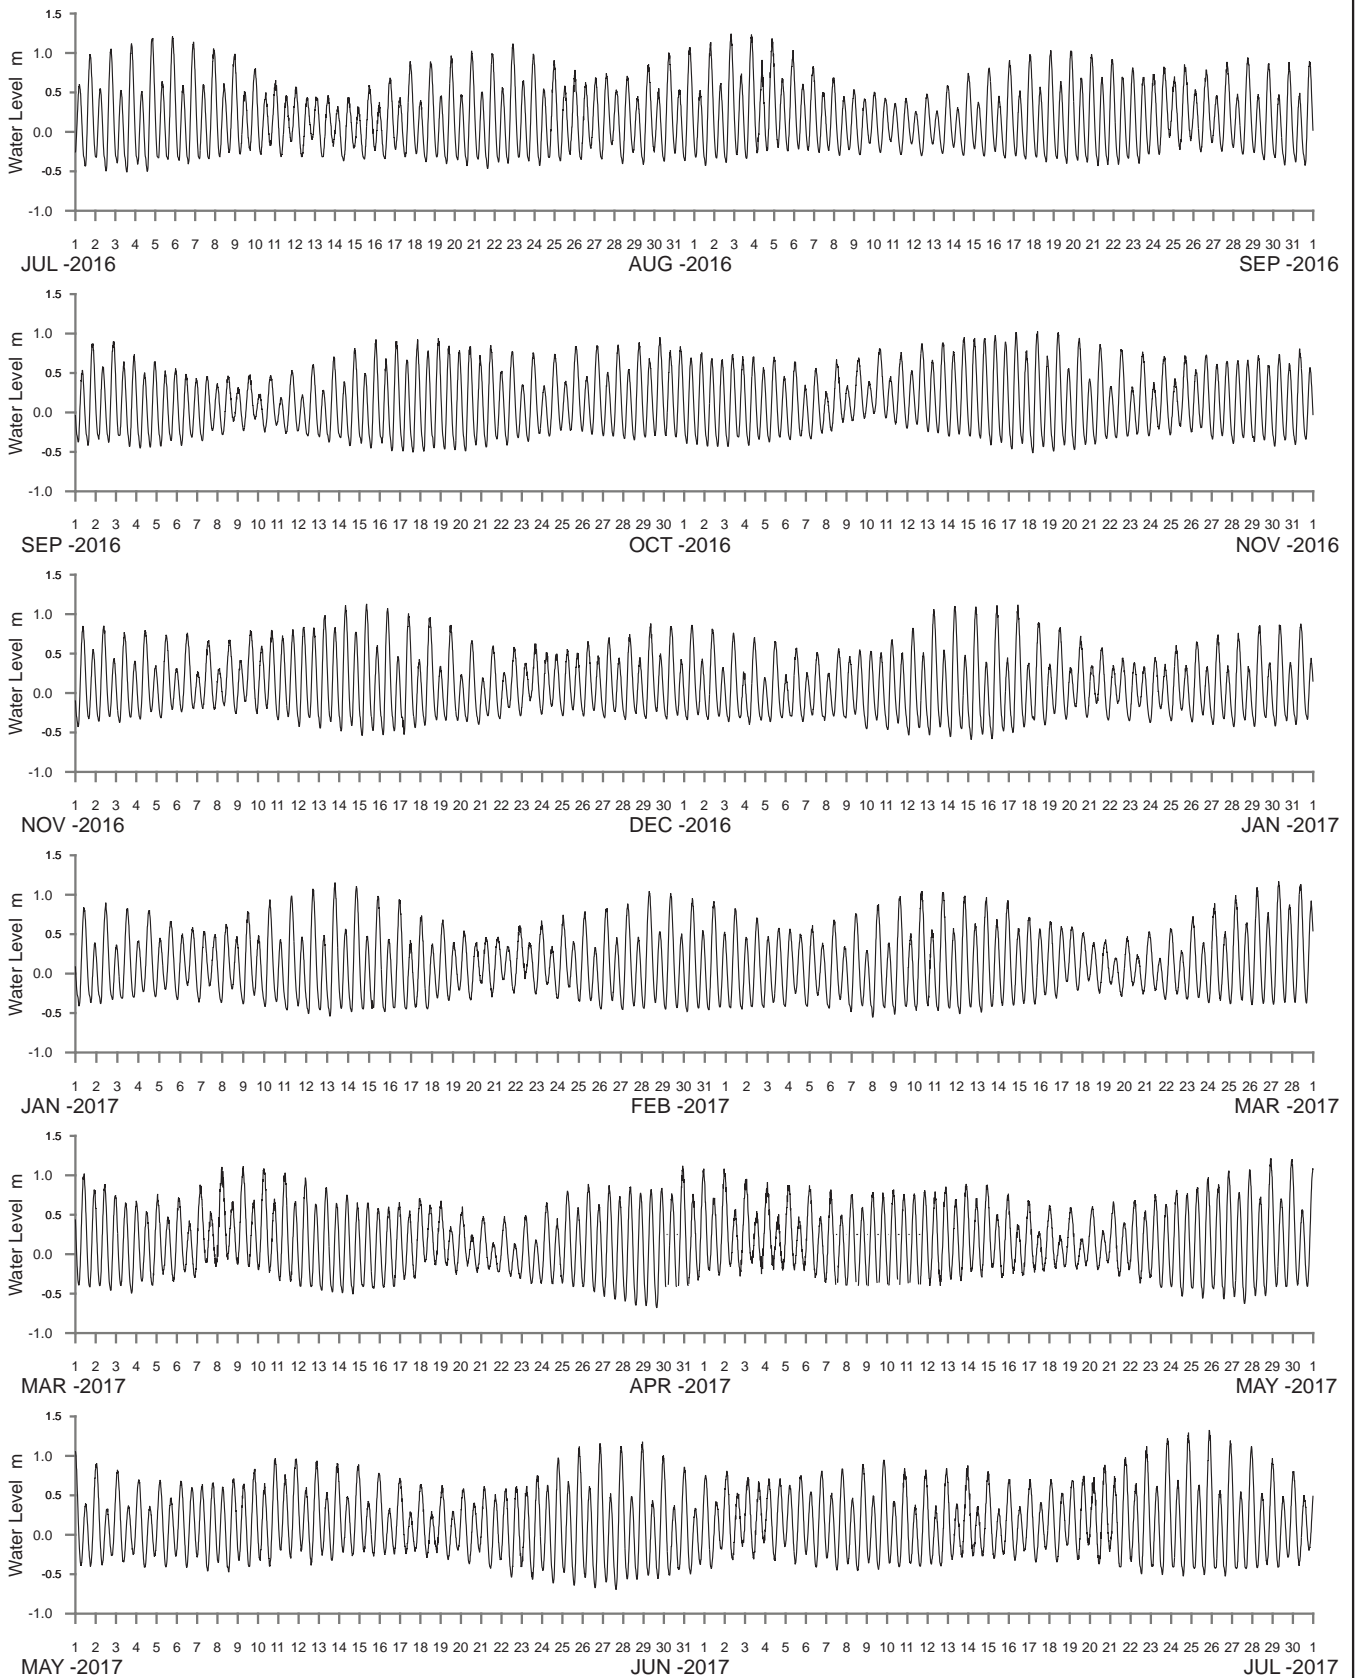 1.5
1.0
0.5
0.0
-0.5
-1.0
Water Level m
1 2 3 4 5 6 7 8 9 10 11 12 13 14 15 16 17 18 19 20 21 22 23 24 25 26 27 28 29 30 31 1 2 3 4 5 6 7 8 9 10 11 12 13 14 15 16 17 18 19 20 21 22 23 24 25 26 27 28 29 30 31 1
JUL -2016 AUG -2016 SEP -2016
1.5
1.0
0.5
0.0
-0.5
-1.0
Water Level m
1 2 3 4 5 6 7 8 9 10 11 12 13 14 15 16 17 18 19 20 21 22 23 24 25 26 27 28 29 30 1 2 3 4 5 6 7 8 9 10 11 12 13 14 15 16 17 18 19 20 21 22 23 24 25 26 27 28 29 30 31 1
SEP -2016 OCT -2016 NOV -2016
1.5
1.0
0.5
0.0
-0.5
-1.0
Water Level m
1 2 3 4 5 6 7 8 9 10 11 12 13 14 15 16 17 18 19 20 21 22 23 24 25 26 27 28 29 30 1 2 3 4 5 6 7 8 9 10 11 12 13 14 15 16 17 18 19 20 21 22 23 24 25 26 27 28 29 30 31 1
NOV -2016 DEC -2016 JAN -2017
1.5
1.0
0.5
0.0
-0.5
-1.0
Water Level m
1 2 3 4 5 6 7 8 9 10 11 12 13 14 15 16 17 18 19 20 21 22 23 24 25 26 27 28 29 30 31 1 2 3 4 5 6 7 8 9 10 11 12 13 14 15 16 17 18 19 20 21 22 23 24 25 26 27 28 1
JAN -2017 FEB -2017 MAR -2017
1.5
1.0
0.5
0.0
-0.5
-1.0
Water Level m
1 2 3 4 5 6 7 8 9 10 11 12 13 14 15 16 17 18 19 20 21 22 23 24 25 26 27 28 29 30 31 1 2 3 4 5 6 7 8 9 10 11 12 13 14 15 16 17 18 19 20 21 22 23 24 25 26 27 28 29 30 1
MAR -2017 APR -2017 MAY -2017
1.5
1.0
0.5
0.0
-0.5
-1.0
Water Level m
1 2 3 4 5 6 7 8 9 10 11 12 13 14 15 16 17 18 19 20 21 22 23 24 25 26 27 28 29 30 31 1 2 3 4 5 6 7 8 9 10 11 12 13 14 15 16 17 18 19 20 21 22 23 24 25 26 27 28 29 30 1
MAY -2017 JUN -2017 JUL -2017